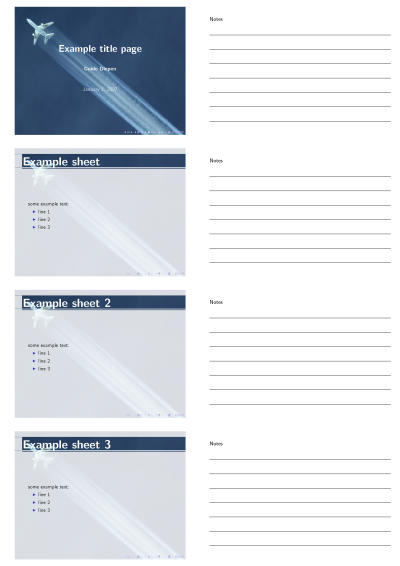 Example title page
Guido Diepen
January 1, 2007
Notes
Example sheet
some example text:
line 1
line 2
line 3
Notes
Example sheet 2
some example text:
line 1
line 2
line 3
Notes
Example sheet 3
some example text:
line 1
line 2
line 3
Notes